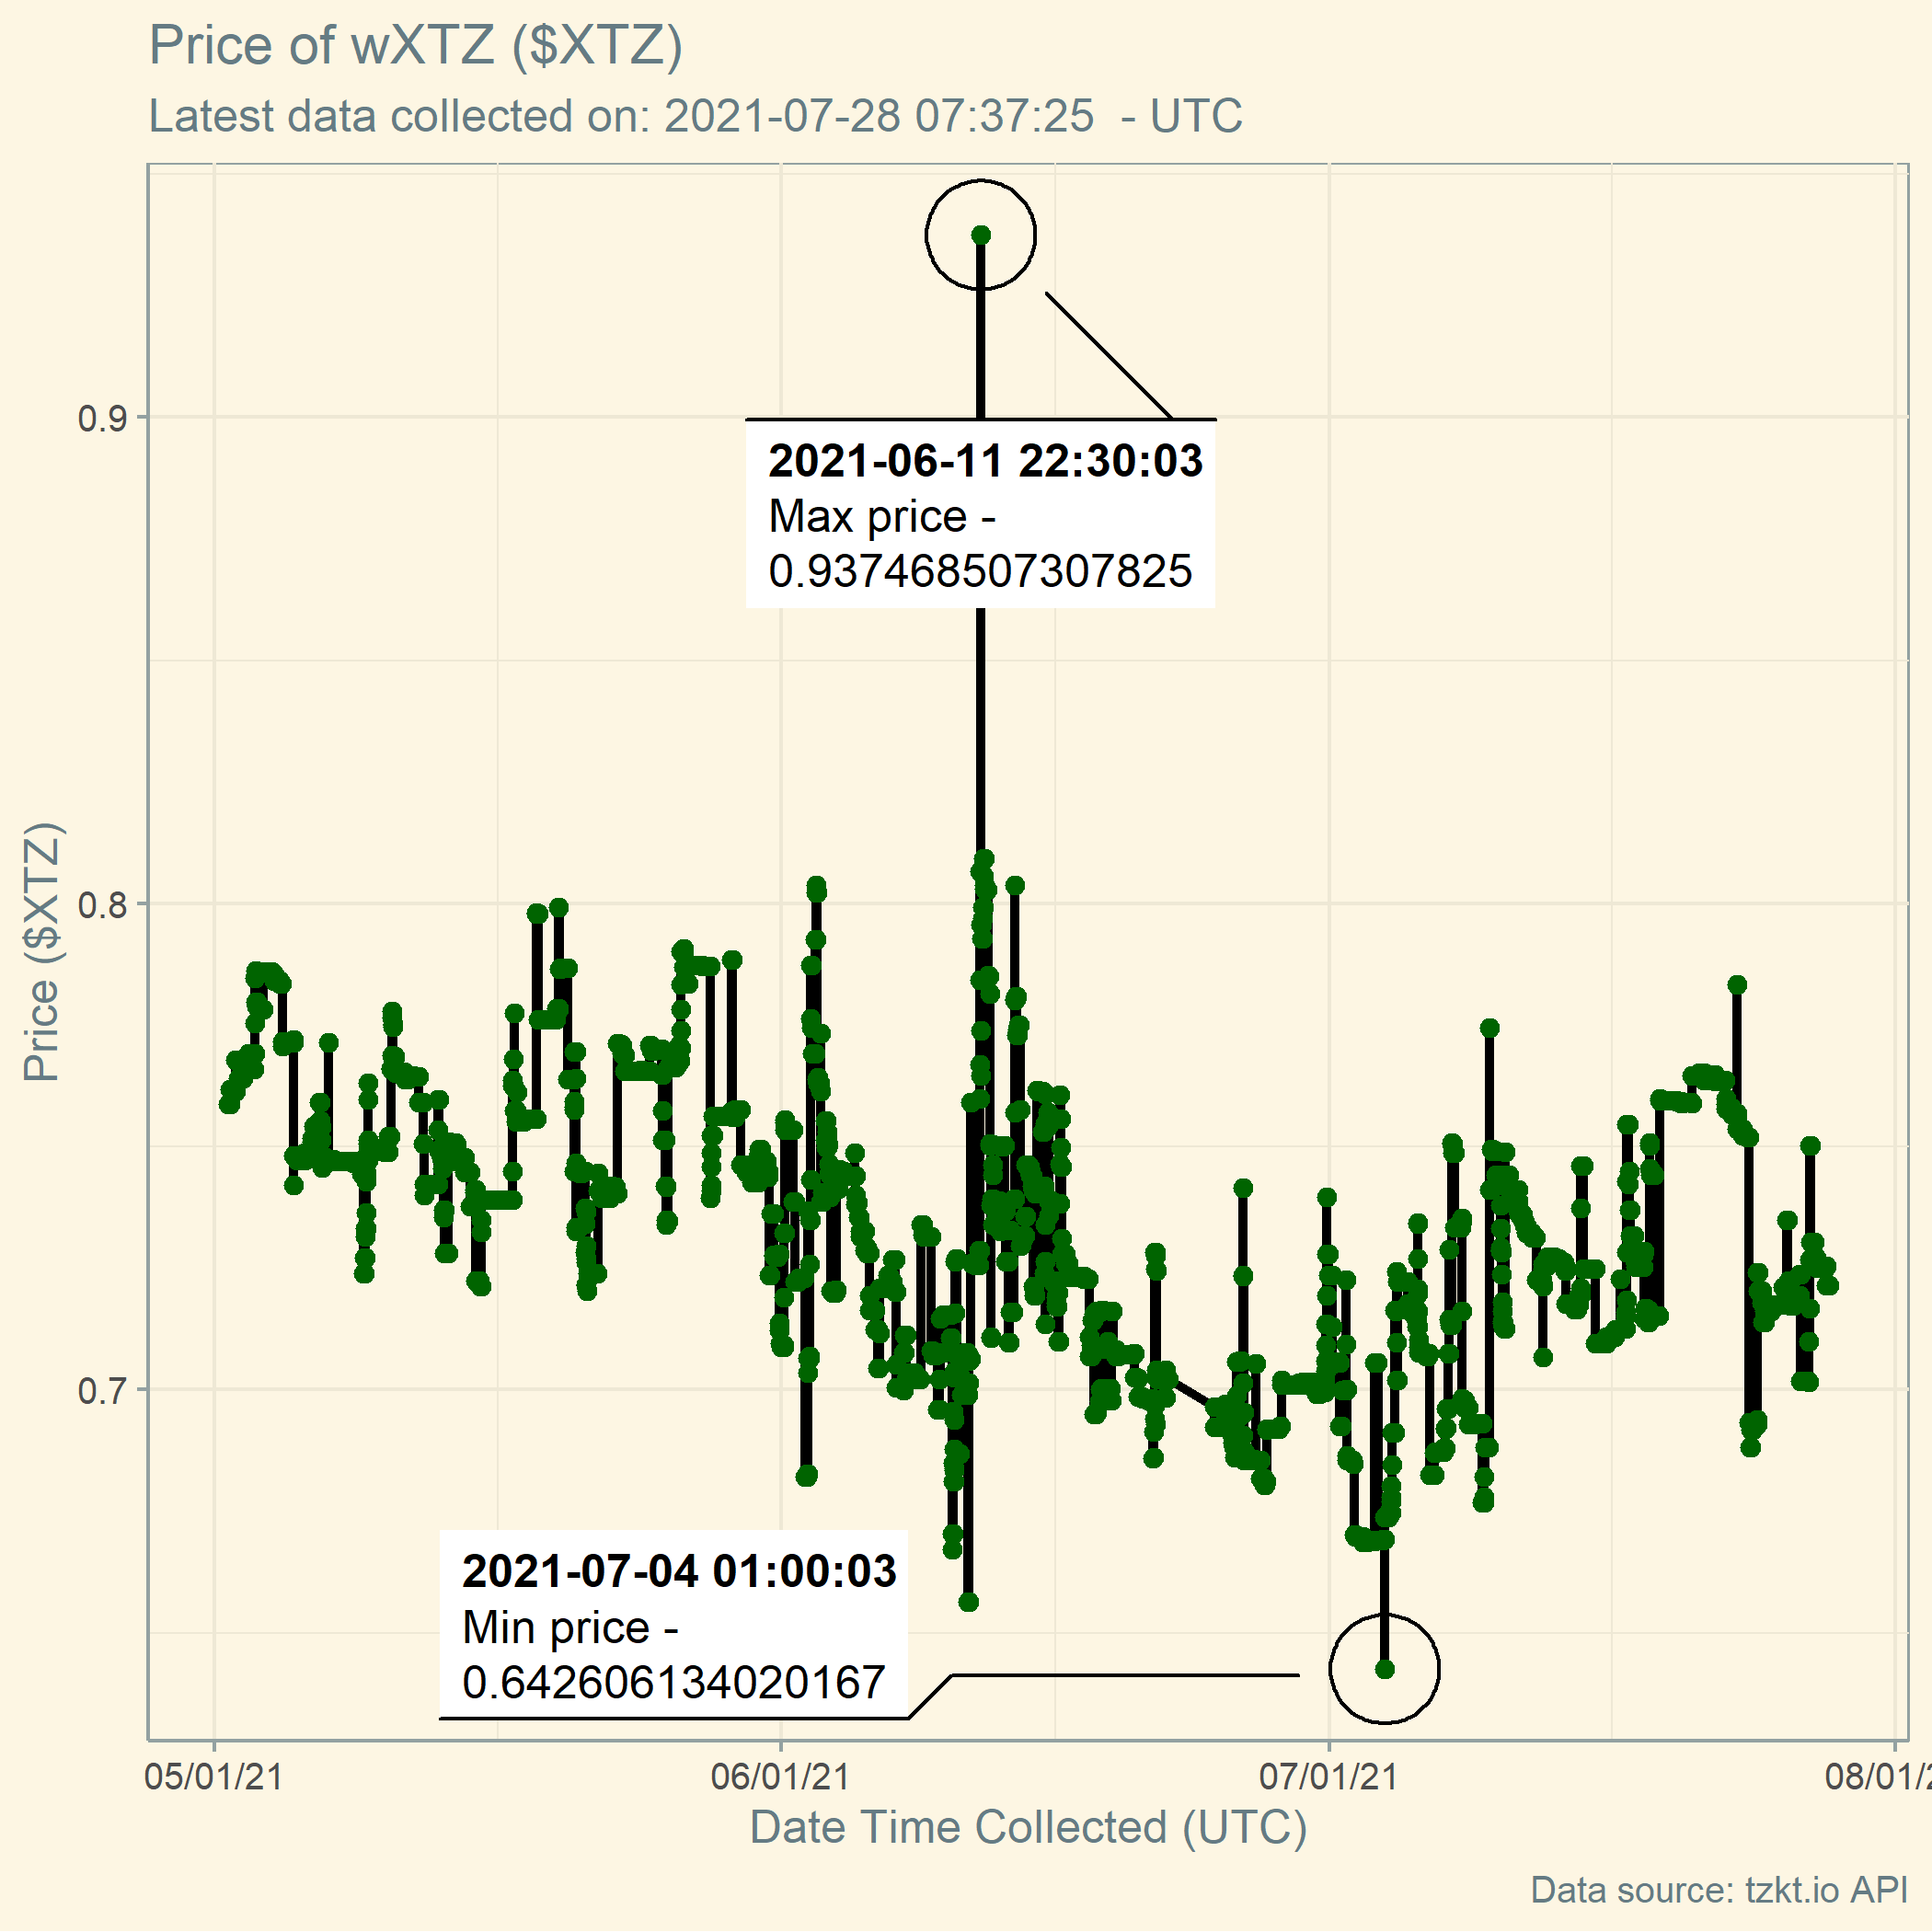 Price of wXTZ ($XTZ)
Latest data collected on: 2021-07-28 07:37:25  - UTC
Price ($XTZ)
0.9
0.8
0.7
2021-06-11 22:30:03
Max price -
0.937468507307825
2021-07-04 01:00:03
Min price -
0.642606134020167
05/01/21
06/01/21
07/01/21
08/01/2
Date Time Collected (UTC)
Data source: tzkt.io API